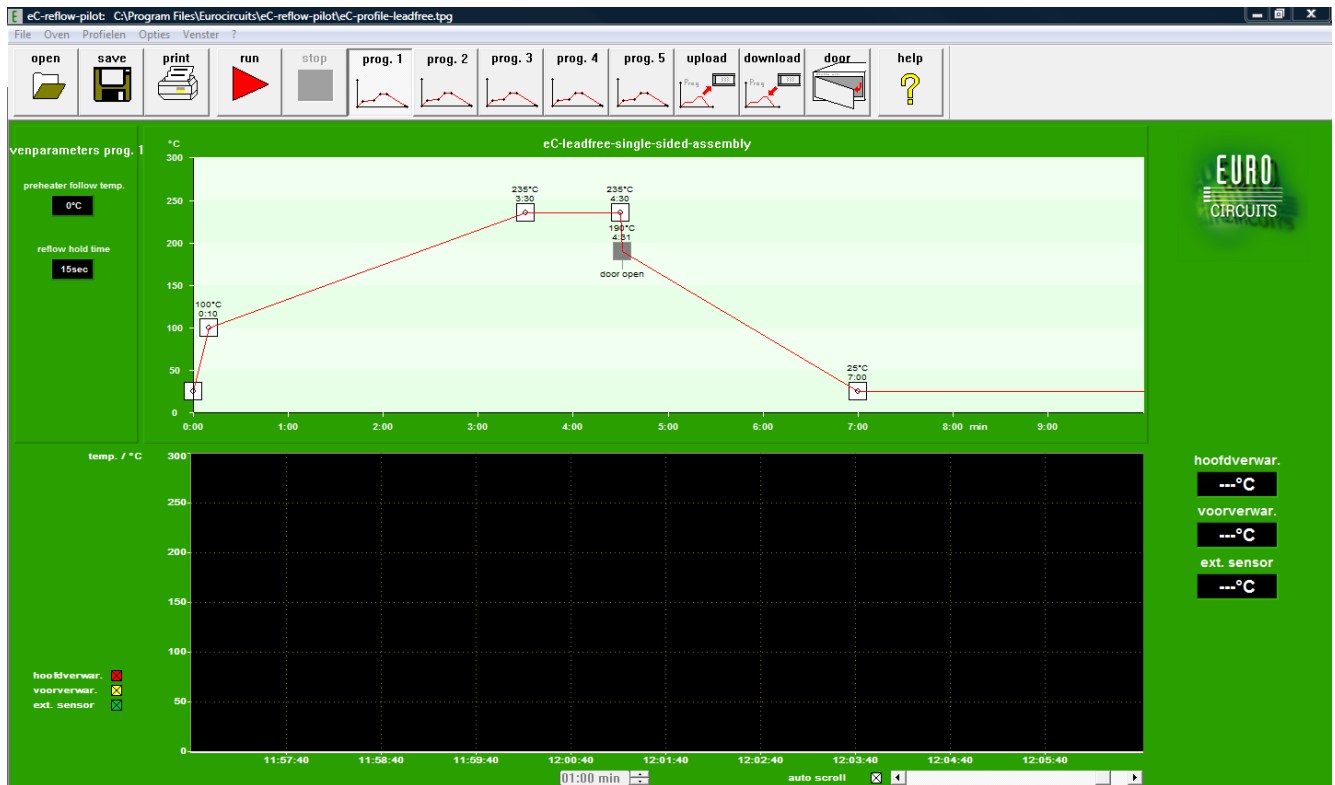 eC-reflow-pilot: C:\Program Files\Eurocircuits\eC-reflow-pilot\eC-profile-leadfree.tpg
File Oven Profielen Opties Venster ?
open save print run stop prog. 1 prog. 2 prog. 3 prog. 4 prog. 5 upload download door help
Prog Prog
venparameters prog. 1
preheater follow temp.
0°C
reflow hold time
15sec
°C
eC-leadfree-single-sided-assembly
300
250
200
150
100
50
0
235°C
3:30
235°C
4:30
190°C
4:31
door open
100°C
0:10
25°C
7:00
0:00 1:00 2:00 3:00 4:00 5:00 6:00 7:00 8:00 min 9:00
EURO
CIRCUITS
temp. / °C
300
250
200
150
100
50
0
hoofdverwar.
voorverwar.
ext. sensor
11:57:40 11:58:40 11:59:40 12:00:40 12:01:40 12:02:40 12:03:40 12:04:40 12:05:40
01:00 min
auto scroll
hoofdverwar.
---°C
voorverwar.
---°C
ext. sensor
---°C